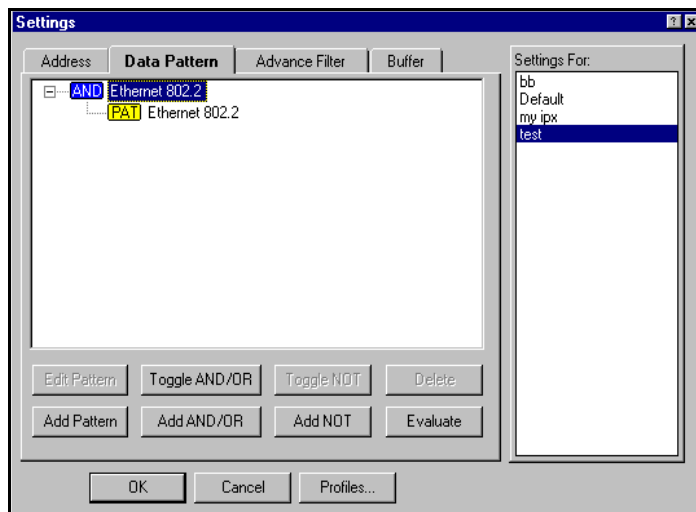 Settings
Address Data Pattern Advance Filter Buffer
AND Ethernet 802.2
PAT Ethernet 802.2
Edit Pattern Toggle AND/OR Toggle NOT Delete
Add Pattern Add AND/OR Add NOT Evaluate
OK Cancel Profiles...
Settings For:
bb
Default
my ipx
test